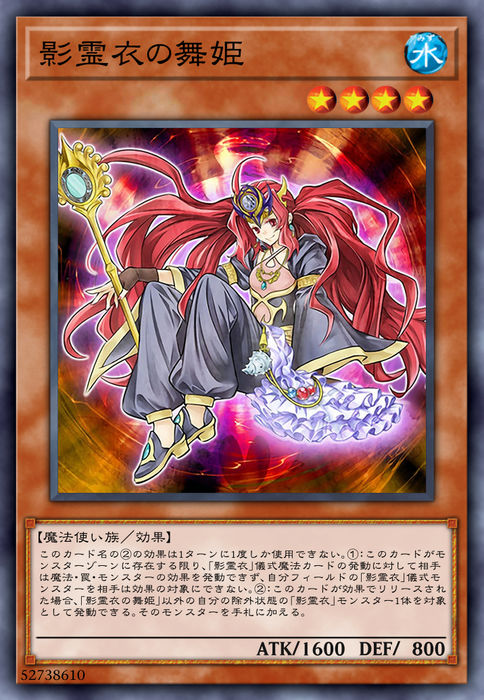 影霊衣の舞姫
みず
水
【魔法使い族／効果】
このカード名の②の効果は1ターンに1度しか使用できない。①：このカードがモ
ンスターゾーンに存在する限り、「影霊衣」儀式魔法カードの発動に対して相手
は魔法・罠・モンスターの効果を発動できず、自分フィールドの「影霊衣」儀式モ
ンスターを相手は効果の対象にできない。②：このカードが効果でリリースされ
た場合、「影霊衣の舞姫」以外の自分の除外状態の「影霊衣」モンスター1体を対象
として発動できる。そのモンスターを手札に加える。
ATK/1600 DEF/ 800
52738610